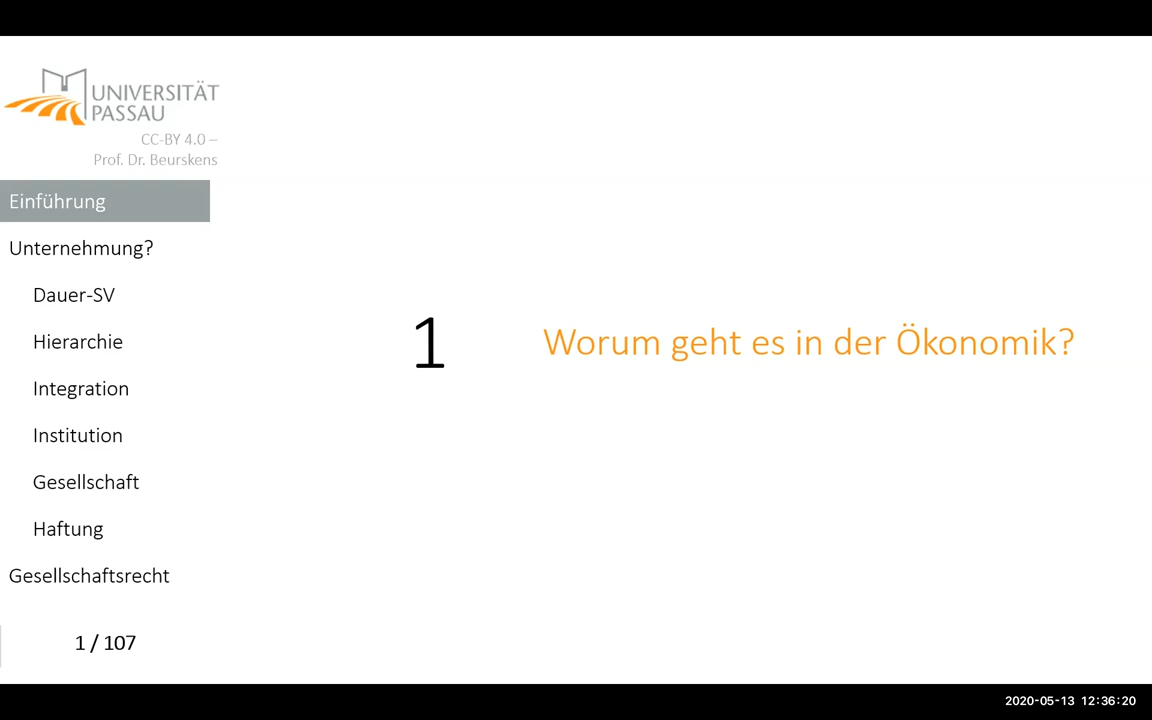 UNIVERSITÄT
PASSAU
CC-BY 4.0 –
Prof. Dr. Beurskens
Einführung
Unternehmung?
Dauer-SV
Hierarchie
Integration
Institution
Gesellschaft
Haftung
Gesellschaftsrecht
1 / 107
1 Worum geht es in der Ökonomik?
2020-05-13 12:36:20